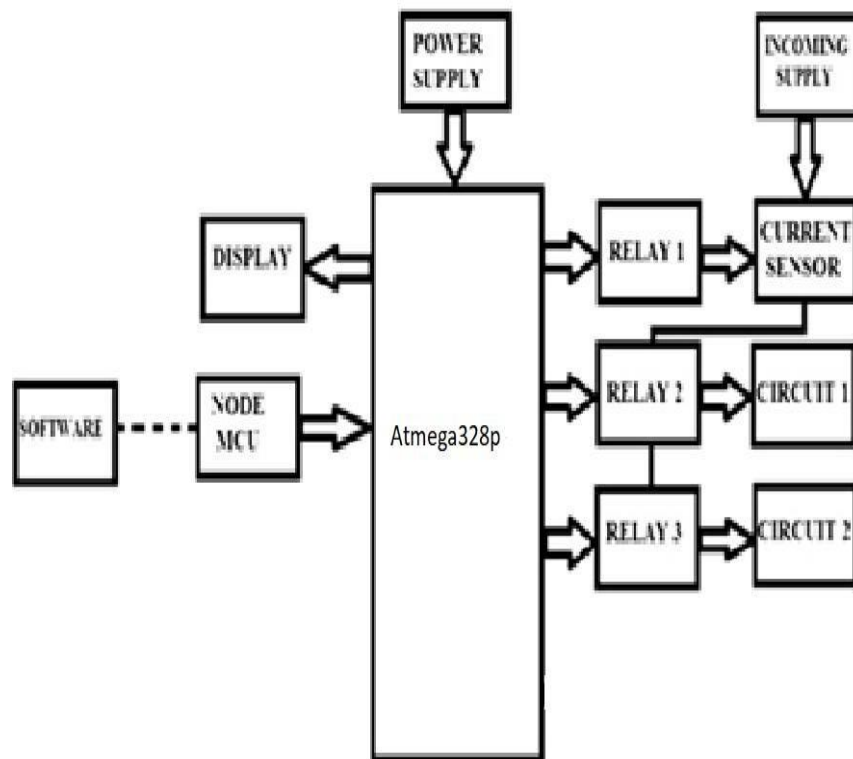 POWER
SUPPLY
INCOMING
SUPPLY
DISPLAY
RELAY 1
CURRENT
SENSOR
SOFTWARE
NODE
MCU
Atmega328p
RELAY 2
CIRCUIT 1
RELAY 3
CIRCUIT 2